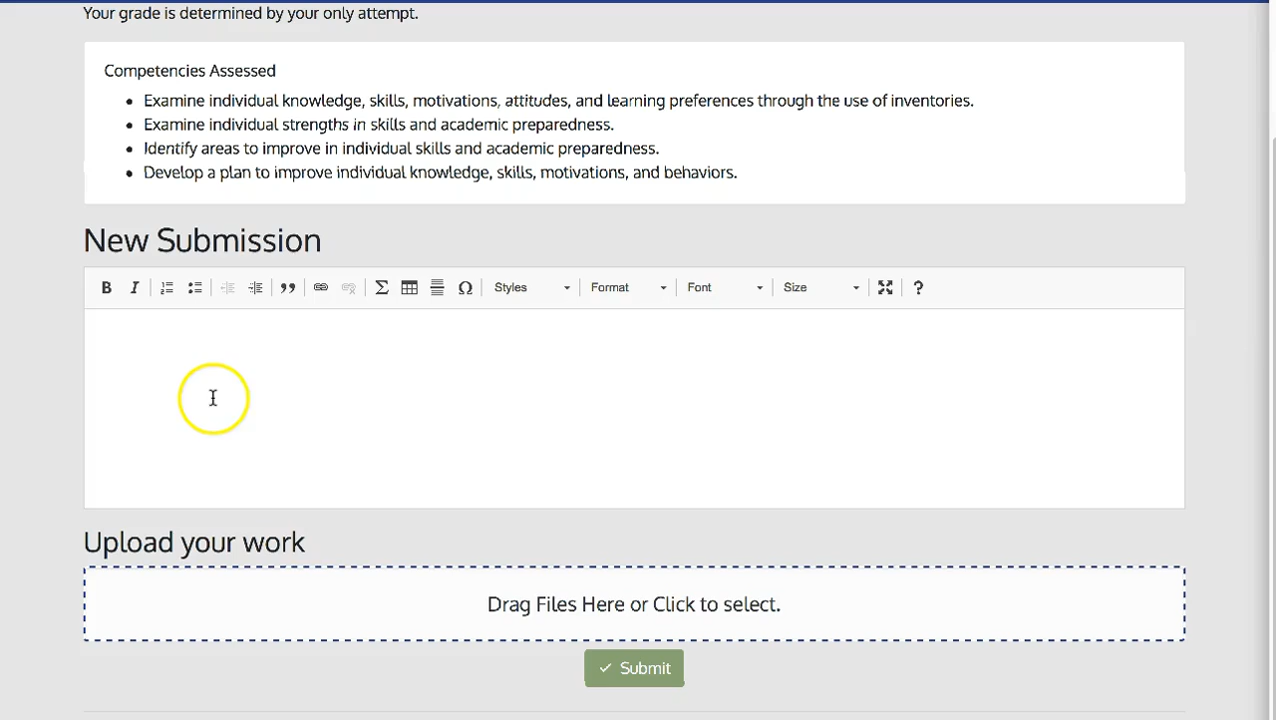 Your grade is determined by your only attempt.
Competencies Assessed
Examine individual knowledge, skills, motivations, attitudes, and learning preferences through the use of inventories.
Examine individual strengths in skills and academic preparedness.
Identify areas to improve in individual skills and academic preparedness.
Develop a plan to improve individual knowledge, skills, motivations, and behaviors.
New Submission
B I Σ Ω Styles Format Font Size ?
Upload your work
Drag Files Here or Click to select.
Submit